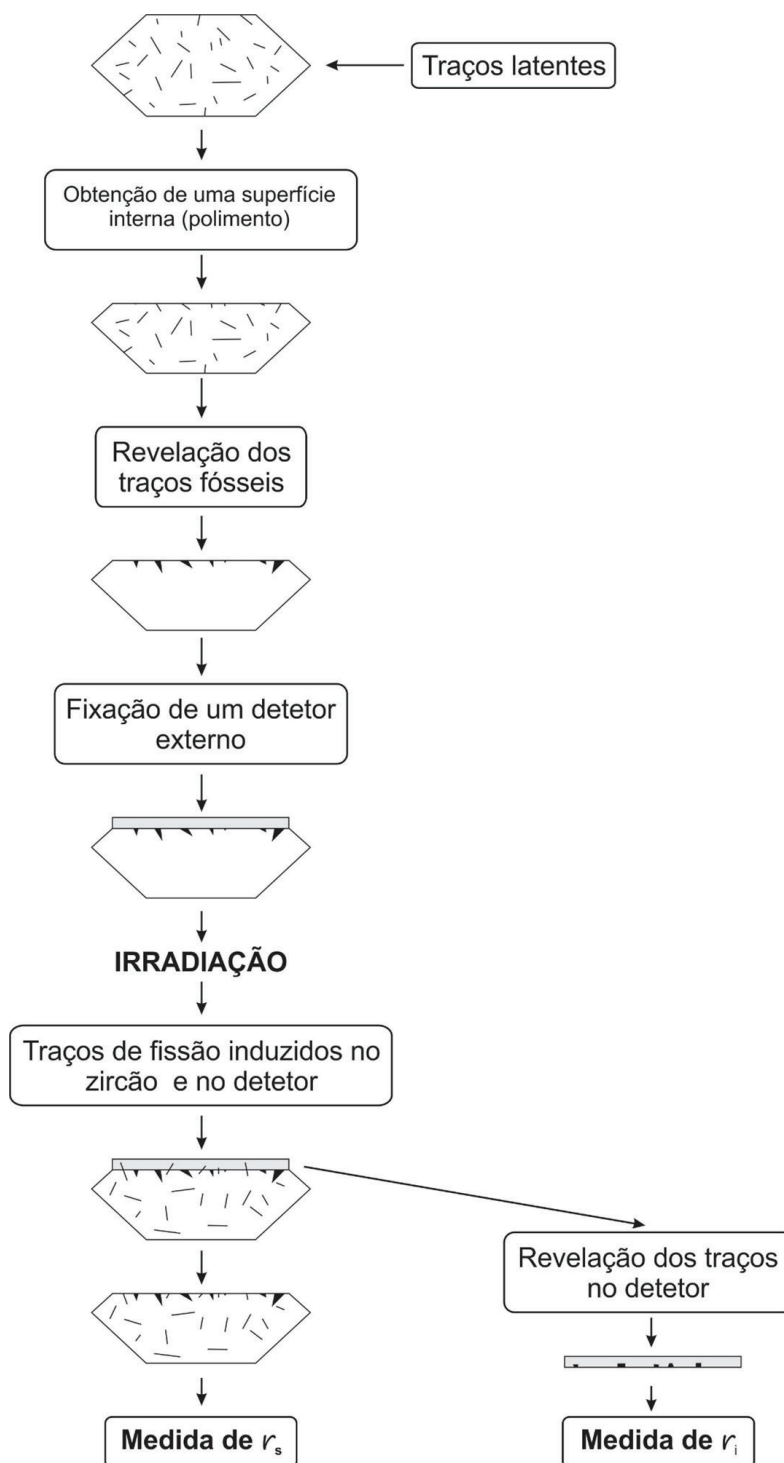 Traços latentes
Obtenção de uma superfície
interna (polimento)
Revelação dos
traços fósseis
Fixação de um detetor
externo
IRRADIAÇÃO
Traços de fissão induzidos no
zircão e no detetor
Revelação dos traços
no detetor
Medida de rs
Medida de ri